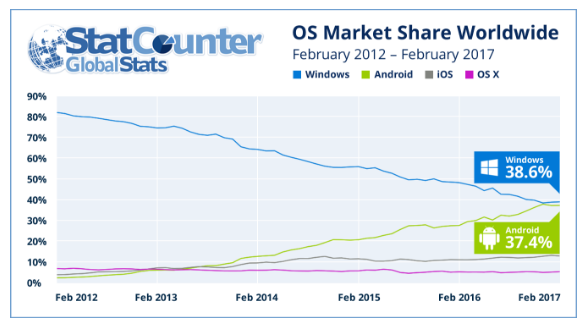 StatCounter
GlobalStats
OS Market Share Worldwide
February 2012 – February 2017
Windows Android iOS OS X
90%
80%
70%
60%
50%
40%
30%
20%
10%
0%
Windows
38.6%
Android
37.4%
Feb 2012 Feb 2013 Feb 2014 Feb 2015 Feb 2016 Feb 2017